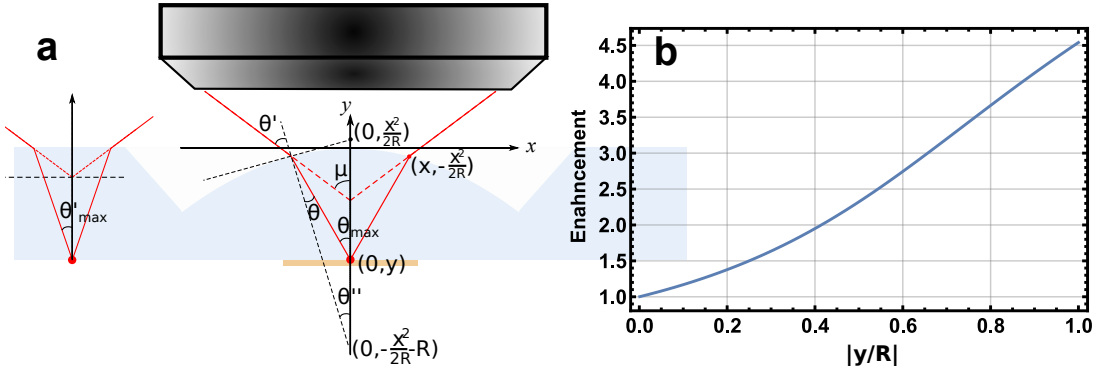 a
θ'
y
(0,x²/2R)
x
μ
(x,-x²/2R)
θ'max
θ
θmax
(0,y)
θ''
(0,-x²/2R-R)
b
Enahncement
4.5
4.0
3.5
3.0
2.5
2.0
1.5
1.0
0.0 0.2 0.4 0.6 0.8 1.0
|y/R|